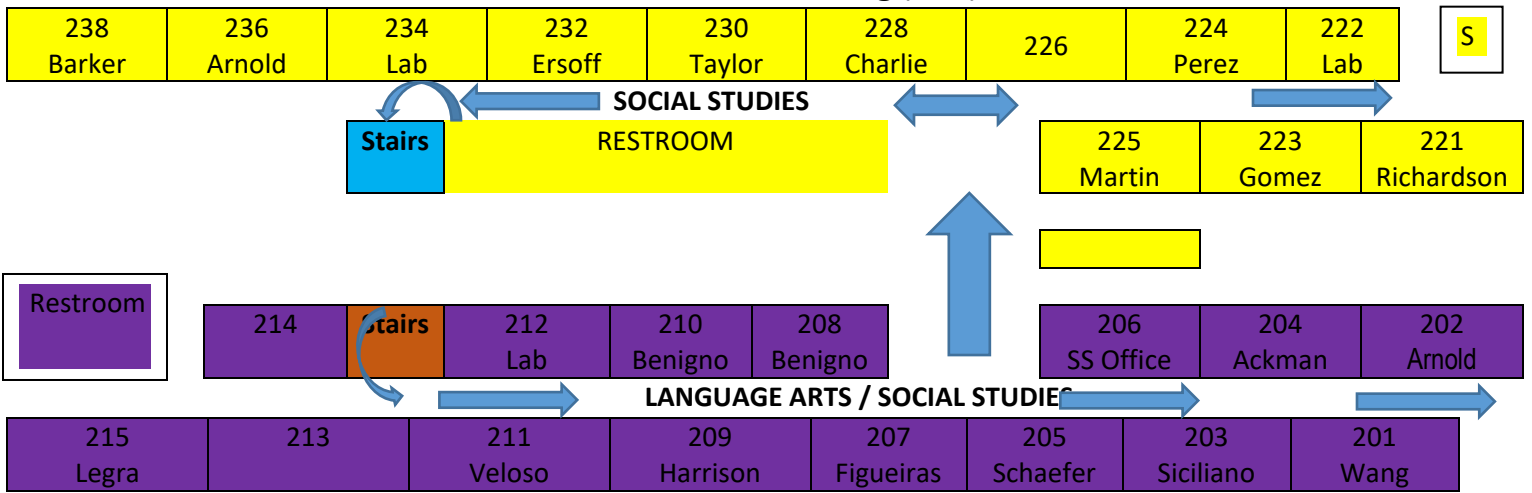 238 236 234 232 230 228 226 224 222 S
Barker Arnold Lab Ersoff Taylor Charlie Perez Lab
SOCIAL STUDIES
Stairs RESTROOM 225 223 221
Martin Gomez Richardson
Restroom
214 Stairs 212 210 208 206 204 202
Lab Benigno Benigno SS Office Ackman Arnold
LANGUAGE ARTS / SOCIAL STUDIES
215 213 211 209 207 205 203 201
Legra Veloso Harrison Figueiras Schaefer Siciliano Wang